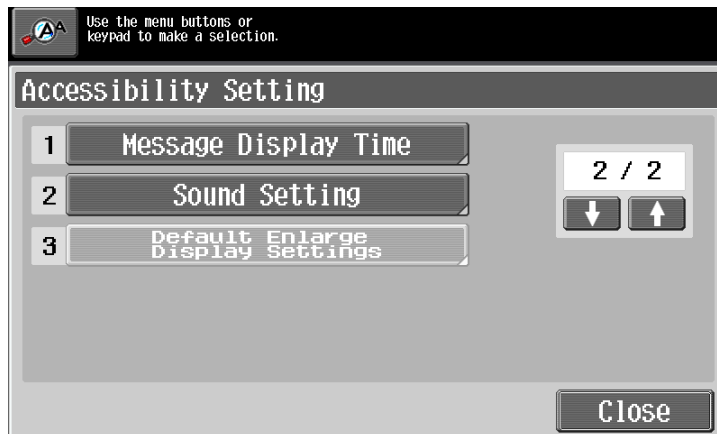 Use the menu buttons or
keypad to make a selection.
Accessibility Setting
1 Message Display Time
2 / 2
2 Sound Setting
3 Default Enlarge
Display Settings
Close